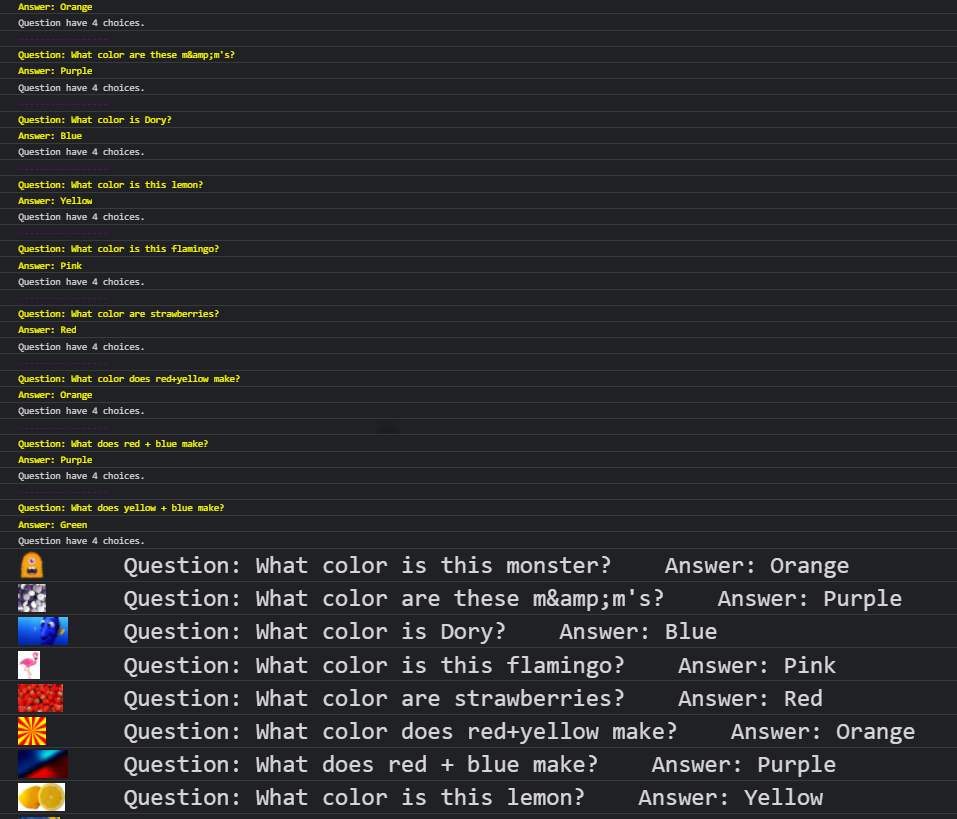 Answer: Orange
Question have 4 choices.
-----------------
Question: What color are these m&amp;m's?
Answer: Purple
Question have 4 choices.
-----------------
Question: What color is Dory?
Answer: Blue
Question have 4 choices.
-----------------
Question: What color is this lemon?
Answer: Yellow
Question have 4 choices.
-----------------
Question: What color is this flamingo?
Answer: Pink
Question have 4 choices.
-----------------
Question: What color are strawberries?
Answer: Red
Question have 4 choices.
-----------------
Question: What color does red+yellow make?
Answer: Orange
Question have 4 choices.
-----------------
Question: What does red + blue make?
Answer: Purple
Question have 4 choices.
-----------------
Question: What does yellow + blue make?
Answer: Green
Question have 4 choices.
Question: What color is this monster? Answer: Orange
Question: What color are these m&amp;m's? Answer: Purple
Question: What color is Dory? Answer: Blue
Question: What color is this flamingo? Answer: Pink
Question: What color are strawberries? Answer: Red
Question: What color does red+yellow make? Answer: Orange
Question: What does red + blue make? Answer: Purple
Question: What color is this lemon? Answer: Yellow